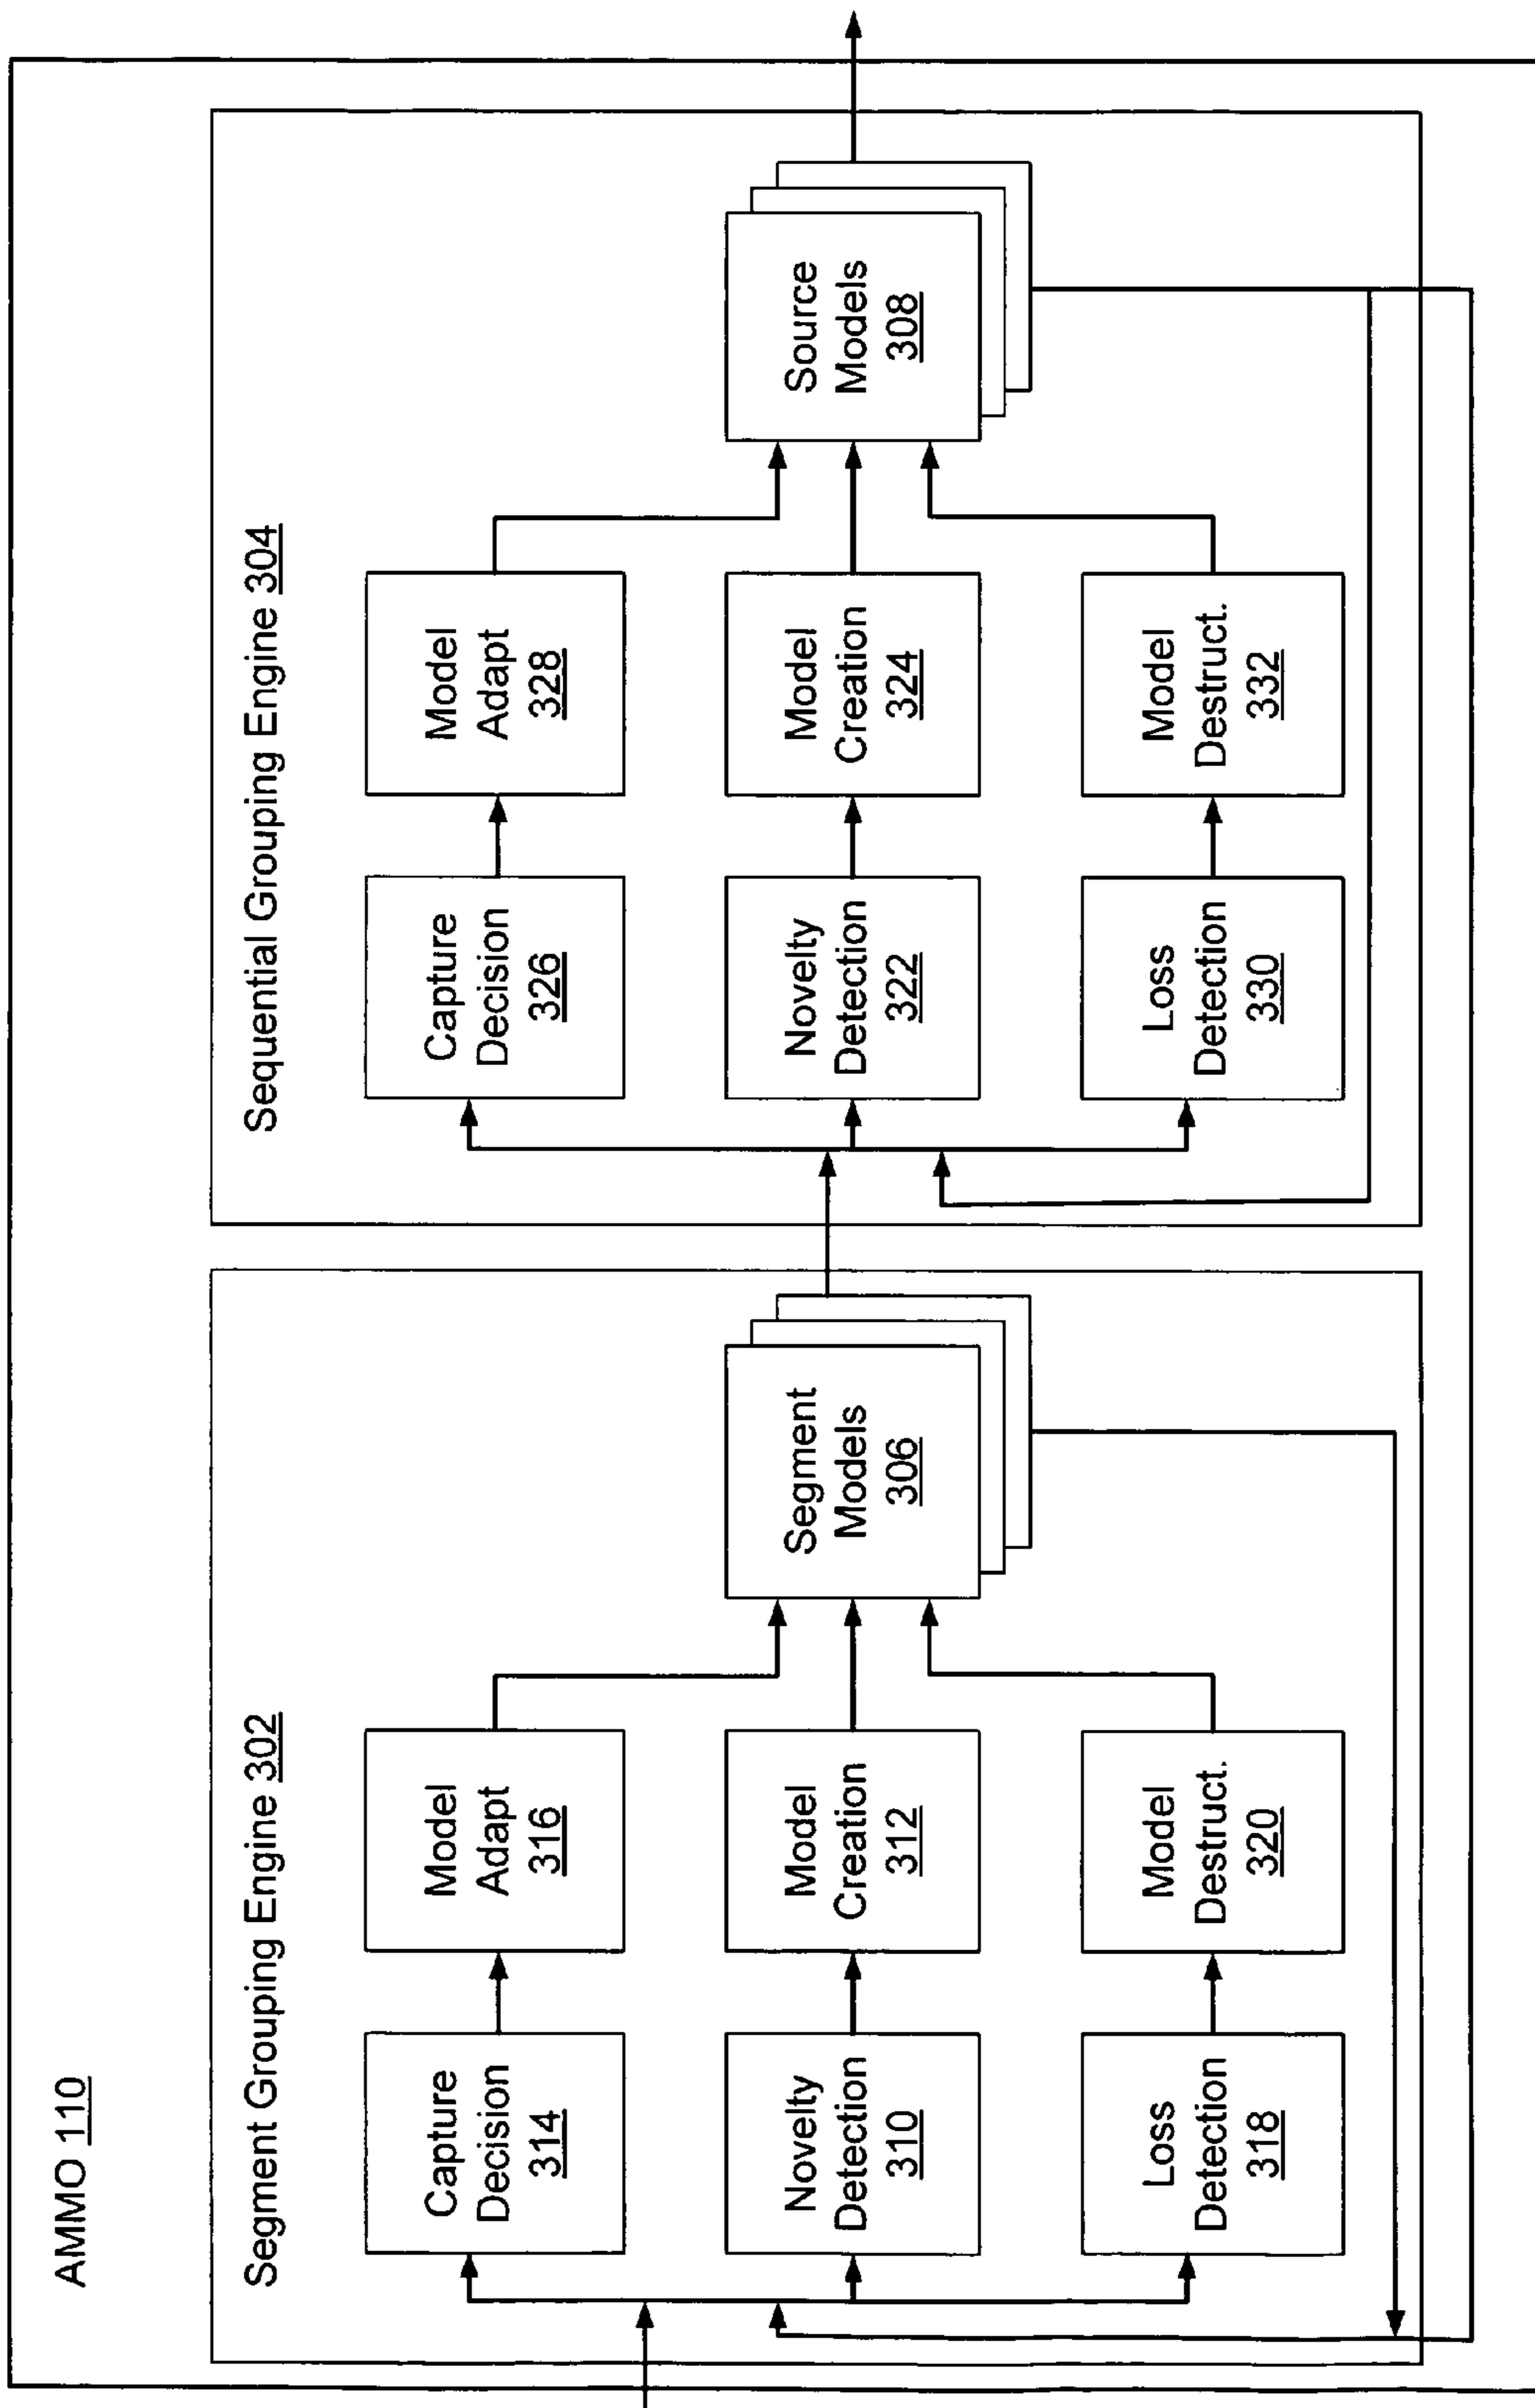 AMMO 110
Segment Grouping Engine 302
Capture
Decision
314
Model
Adapt
316
Novelty
Detection
310
Model
Creation
312
Loss
Detection
318
Model
Destruct.
320
Segment
Models
306
Sequential Grouping Engine 304
Capture
Decision
326
Model
Adapt
328
Novelty
Detection
322
Model
Creation
324
Loss
Detection
330
Model
Destruct.
332
Source
Models
308